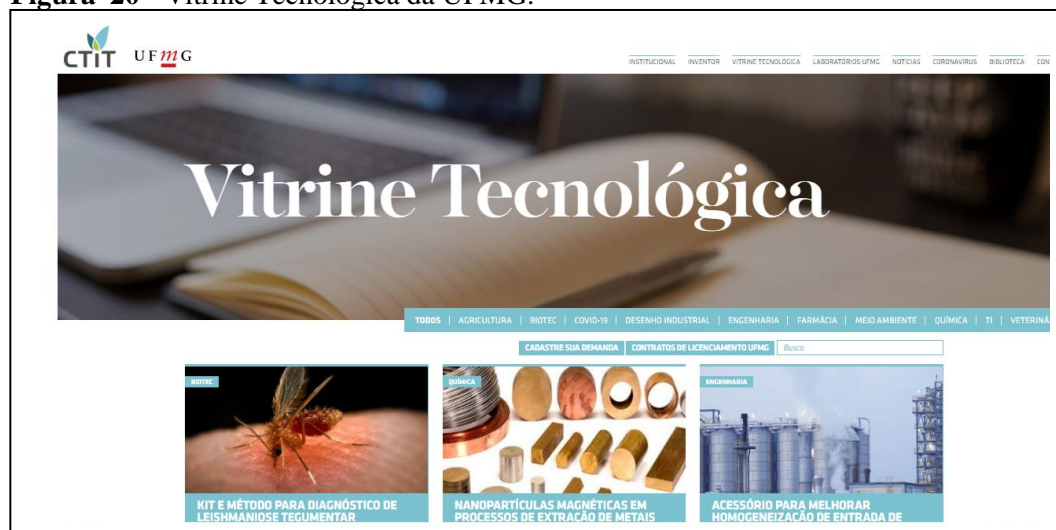 Figura 20 - Vitrine Tecnológica da UFMG.
CTiT UFmG
INSTITUCIONAL INVENTOR VITRINE TECNOLÓGICA LABORATÓRIOS UFMG NOTÍCIAS CORONAVÍRUS BIBLIOTECA
Vitrine Tecnológica
TODOS | AGRICULTURA | BIOTEC | COVID-19 | DESENHO INDUSTRIAL | ENGENHARIA | FARMÁCIA | MEIO AMBIENTE | QUÍMICA | TI |
CADASTRE SUA DEMANDA CONTRATOS DE LICENCIAMENTO UFMG Busca
BIOTEC QUÍMICA ENGENHARIA
KIT E MÉTODO PARA DIAGNÓSTICO DE
LEISHMANIOSE TEGUMENTAR
NANOPARTÍCULAS MAGNÉTICAS EM
PROCESSOS DE EXTRAÇÃO DE METAIS
ACESSÓRIO PARA MELHORAR
HOMOGENEIZAÇÃO DE ENTRADA DE